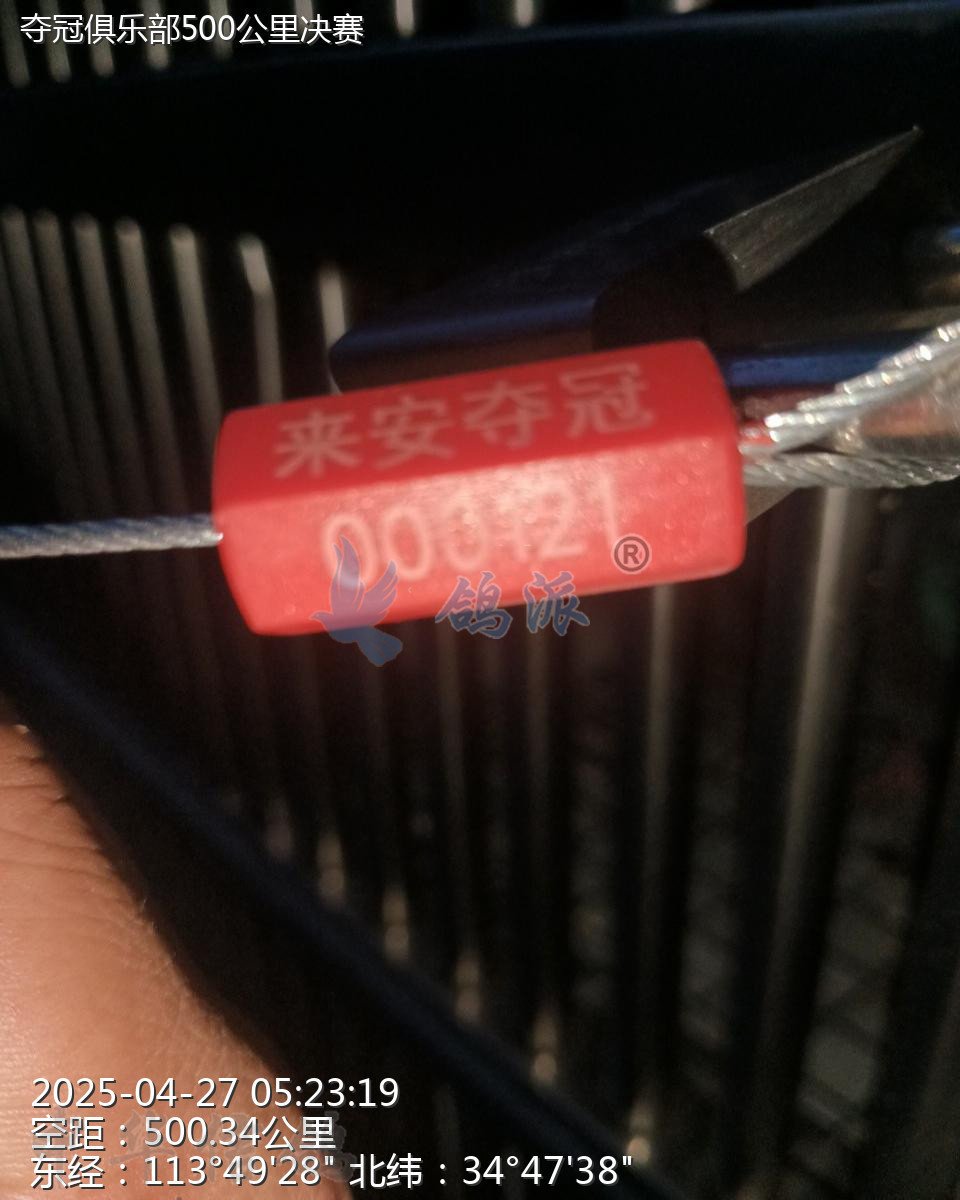 夺冠俱乐部500公里决赛
来安夺冠
000121
®
鸽派
2025-04-27 05:23:19
空距：500.34公里
东经：113°49'28" 北纬：34°47'38"